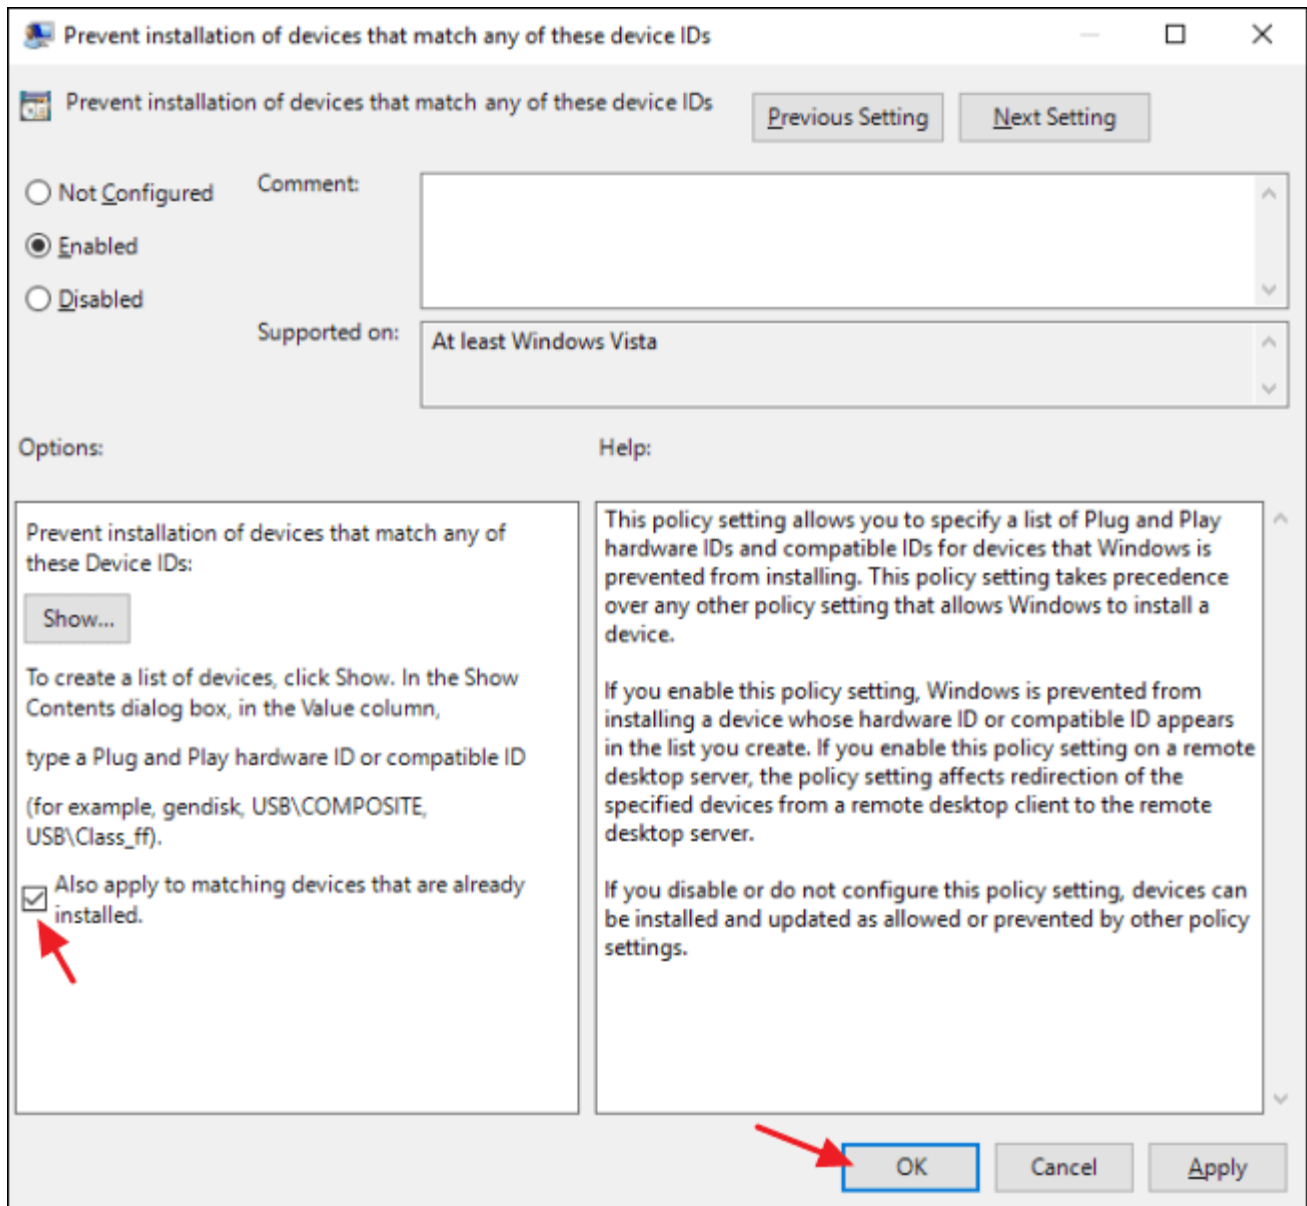 Prevent installation of devices that match any of these device IDs
Prevent installation of devices that match any of these device IDs
Previous Setting
Next Setting
Not Configured
Comment:
Enabled
Disabled
Supported on:
At least Windows Vista
Options:
Help:
Prevent installation of devices that match any of
these Device IDs:
Show...
To create a list of devices, click Show. In the Show
Contents dialog box, in the Value column,
type a Plug and Play hardware ID or compatible ID
(for example, gendisk, USB\COMPOSITE,
USB\Class_ff).
Also apply to matching devices that are already
installed.
This policy setting allows you to specify a list of Plug and Play
hardware IDs and compatible IDs for devices that Windows is
prevented from installing. This policy setting takes precedence
over any other policy setting that allows Windows to install a
device.
If you enable this policy setting, Windows is prevented from
installing a device whose hardware ID or compatible ID appears
in the list you create. If you enable this policy setting on a remote
desktop server, the policy setting affects redirection of the
specified devices from a remote desktop client to the remote
desktop server.
If you disable or do not configure this policy setting, devices can
be installed and updated as allowed or prevented by other policy
settings.
OK
Cancel
Apply